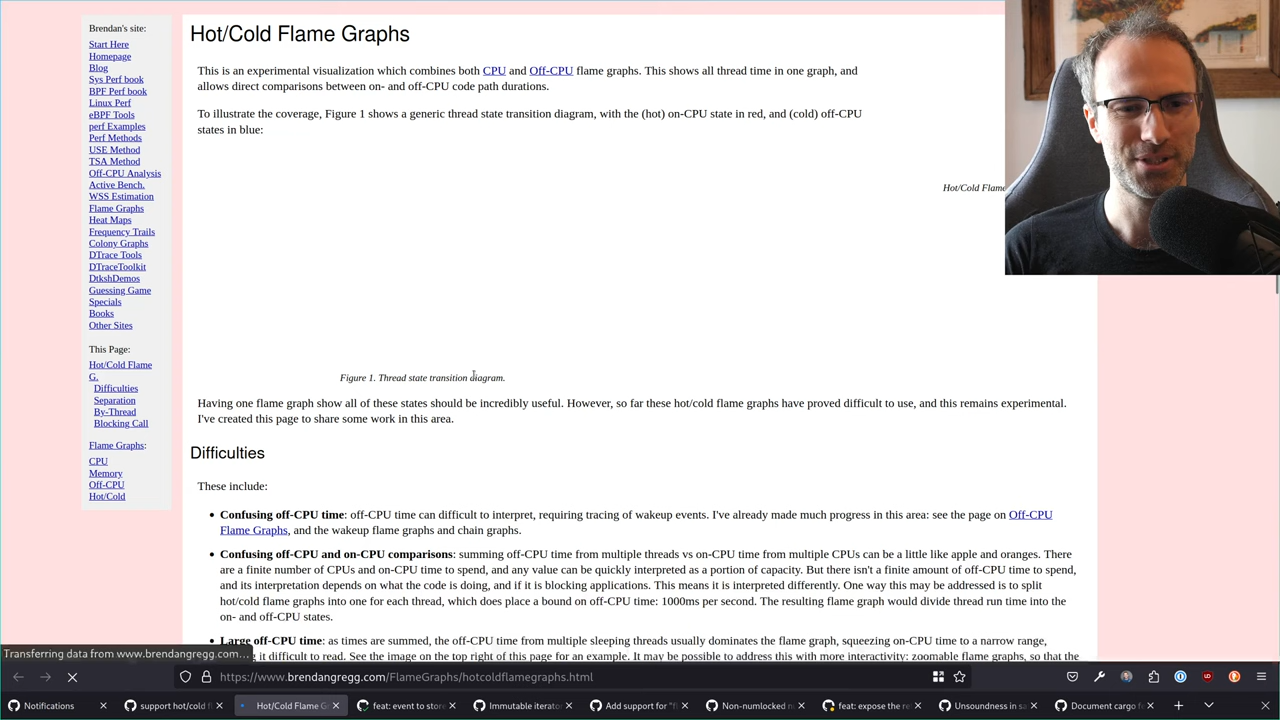 Brendan's site:
Start Here
Homepage
Blog
Sys Perf book
BPF Perf book
Linux Perf
eBPF Tools
perf Examples
Perf Methods
USE Method
TSA Method
Off-CPU Analysis
Active Bench.
WSS Estimation
Flame Graphs
Heat Maps
Frequency Trails
Colony Graphs
DTrace Tools
DTraceToolkit
DtkshDemos
Guessing Game
Specials
Books
Other Sites
This Page:
Hot/Cold Flame
G.
Difficulties
Separation
By-Thread
Blocking Call
Flame Graphs:
CPU
Memory
Off-CPU
Hot/Cold
Hot/Cold Flame Graphs
This is an experimental visualization which combines both CPU and Off-CPU flame graphs. This shows all thread time in one graph, and
allows direct comparisons between on- and off-CPU code path durations.
To illustrate the coverage, Figure 1 shows a generic thread state transition diagram, with the (hot) on-CPU state in red, and (cold) off-CPU
states in blue:
Hot/Cold Flame
Figure 1. Thread state transition diagram.
Having one flame graph show all of these states should be incredibly useful. However, so far these hot/cold flame graphs have proved difficult to use, and this remains experimental.
I've created this page to share some work in this area.
Difficulties
These include:
• Confusing off-CPU time: off-CPU time can difficult to interpret, requiring tracing of wakeup events. I've already made much progress in this area: see the page on Off-CPU
Flame Graphs, and the wakeup flame graphs and chain graphs.
• Confusing off-CPU and on-CPU comparisons: summing off-CPU time from multiple threads vs on-CPU time from multiple CPUs can be a little like apple and oranges. There
are a finite number of CPUs and on-CPU time to spend, and any value can be quickly interpreted as a portion of capacity. But there isn't a finite amount of off-CPU time to spend,
and its interpretation depends on what the code is doing, and if it is blocking applications. This means it is interpreted differently. One way this may be addressed is to split
hot/cold flame graphs into one for each thread, which does place a bound on off-CPU time: 1000ms per second. The resulting flame graph would divide thread run time into the
on- and off-CPU states.
• Large off-CPU time: as times are summed, the off-CPU time from multiple sleeping threads usually dominates the flame graph, squeezing on-CPU time to a narrow range,
it difficult to read. See the image on the top right of this page for an example. It may be possible to address this with more interactivity: zoomable flame graphs, so that the
Transferring data from www.brendangregg.com…
https://www.brendangregg.com/FlameGraphs/hotcoldflamegraphs.html
Notifications
support hot/cold fl
Hot/Cold Flame G
feat: event to store
Immutable iterator
Add support for "fl
Non-numlocked n
feat: expose the re
Unsoundness in sa
Document cargo fe